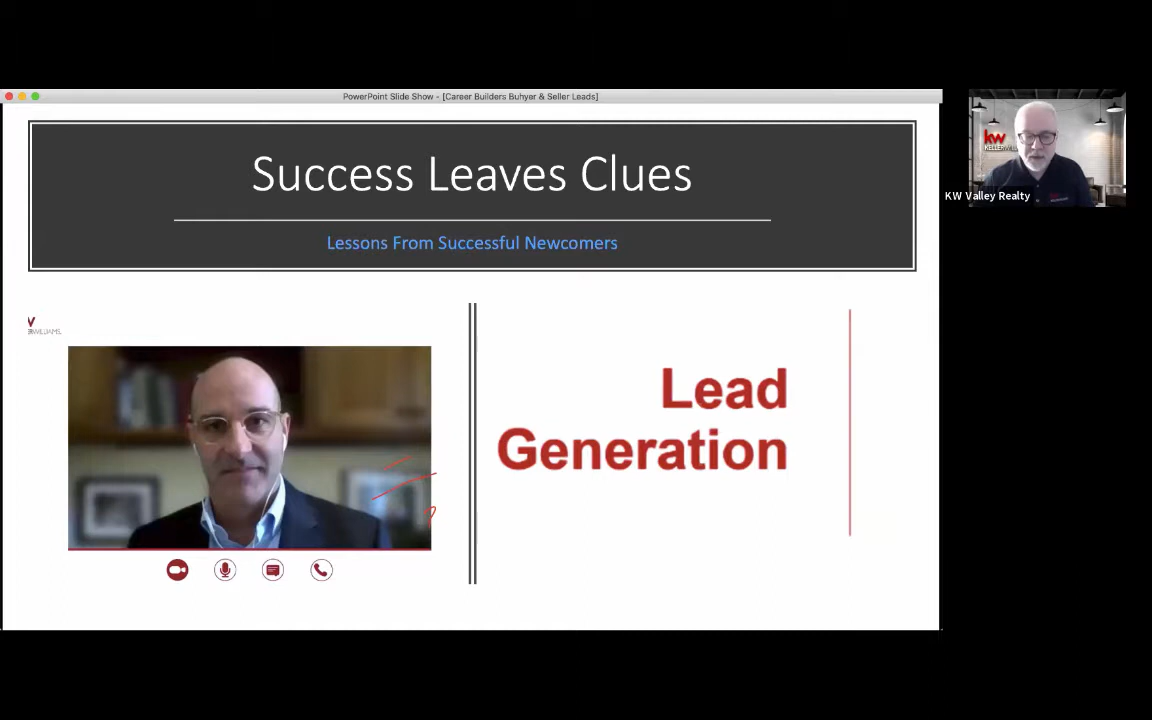 PowerPoint Slide Show - [Career Builders Buhyer & Seller Leads]
Success Leaves Clues
Lessons From Successful Newcomers
Lead
Generation
kw
KW Valley Realty